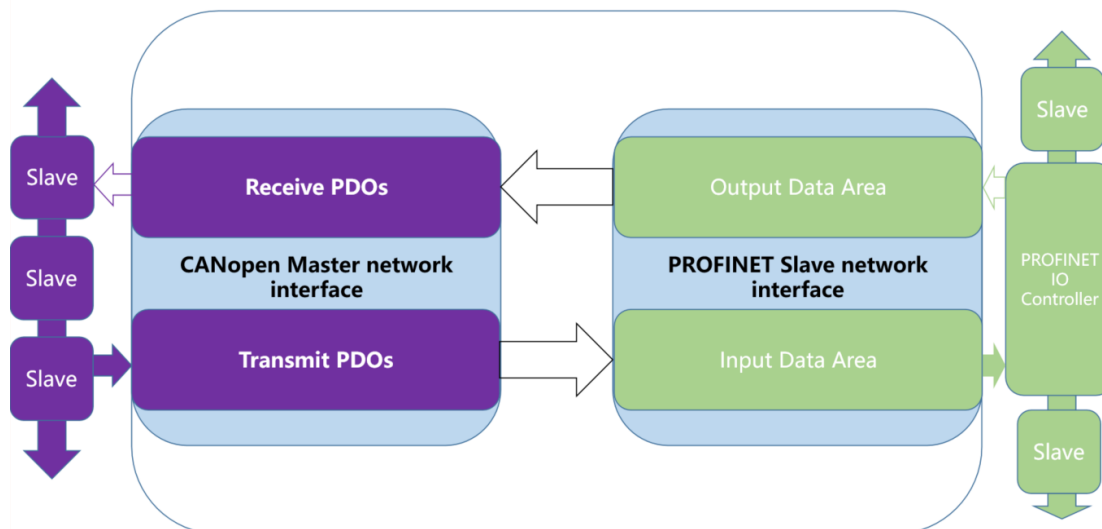 Slave
Slave
Slave
Receive PDOs
CANopen Master network
interface
Transmit PDOs
Output Data Area
PROFINET Slave network
interface
Input Data Area
Slave
PROFINET
IO
Controller
Slave